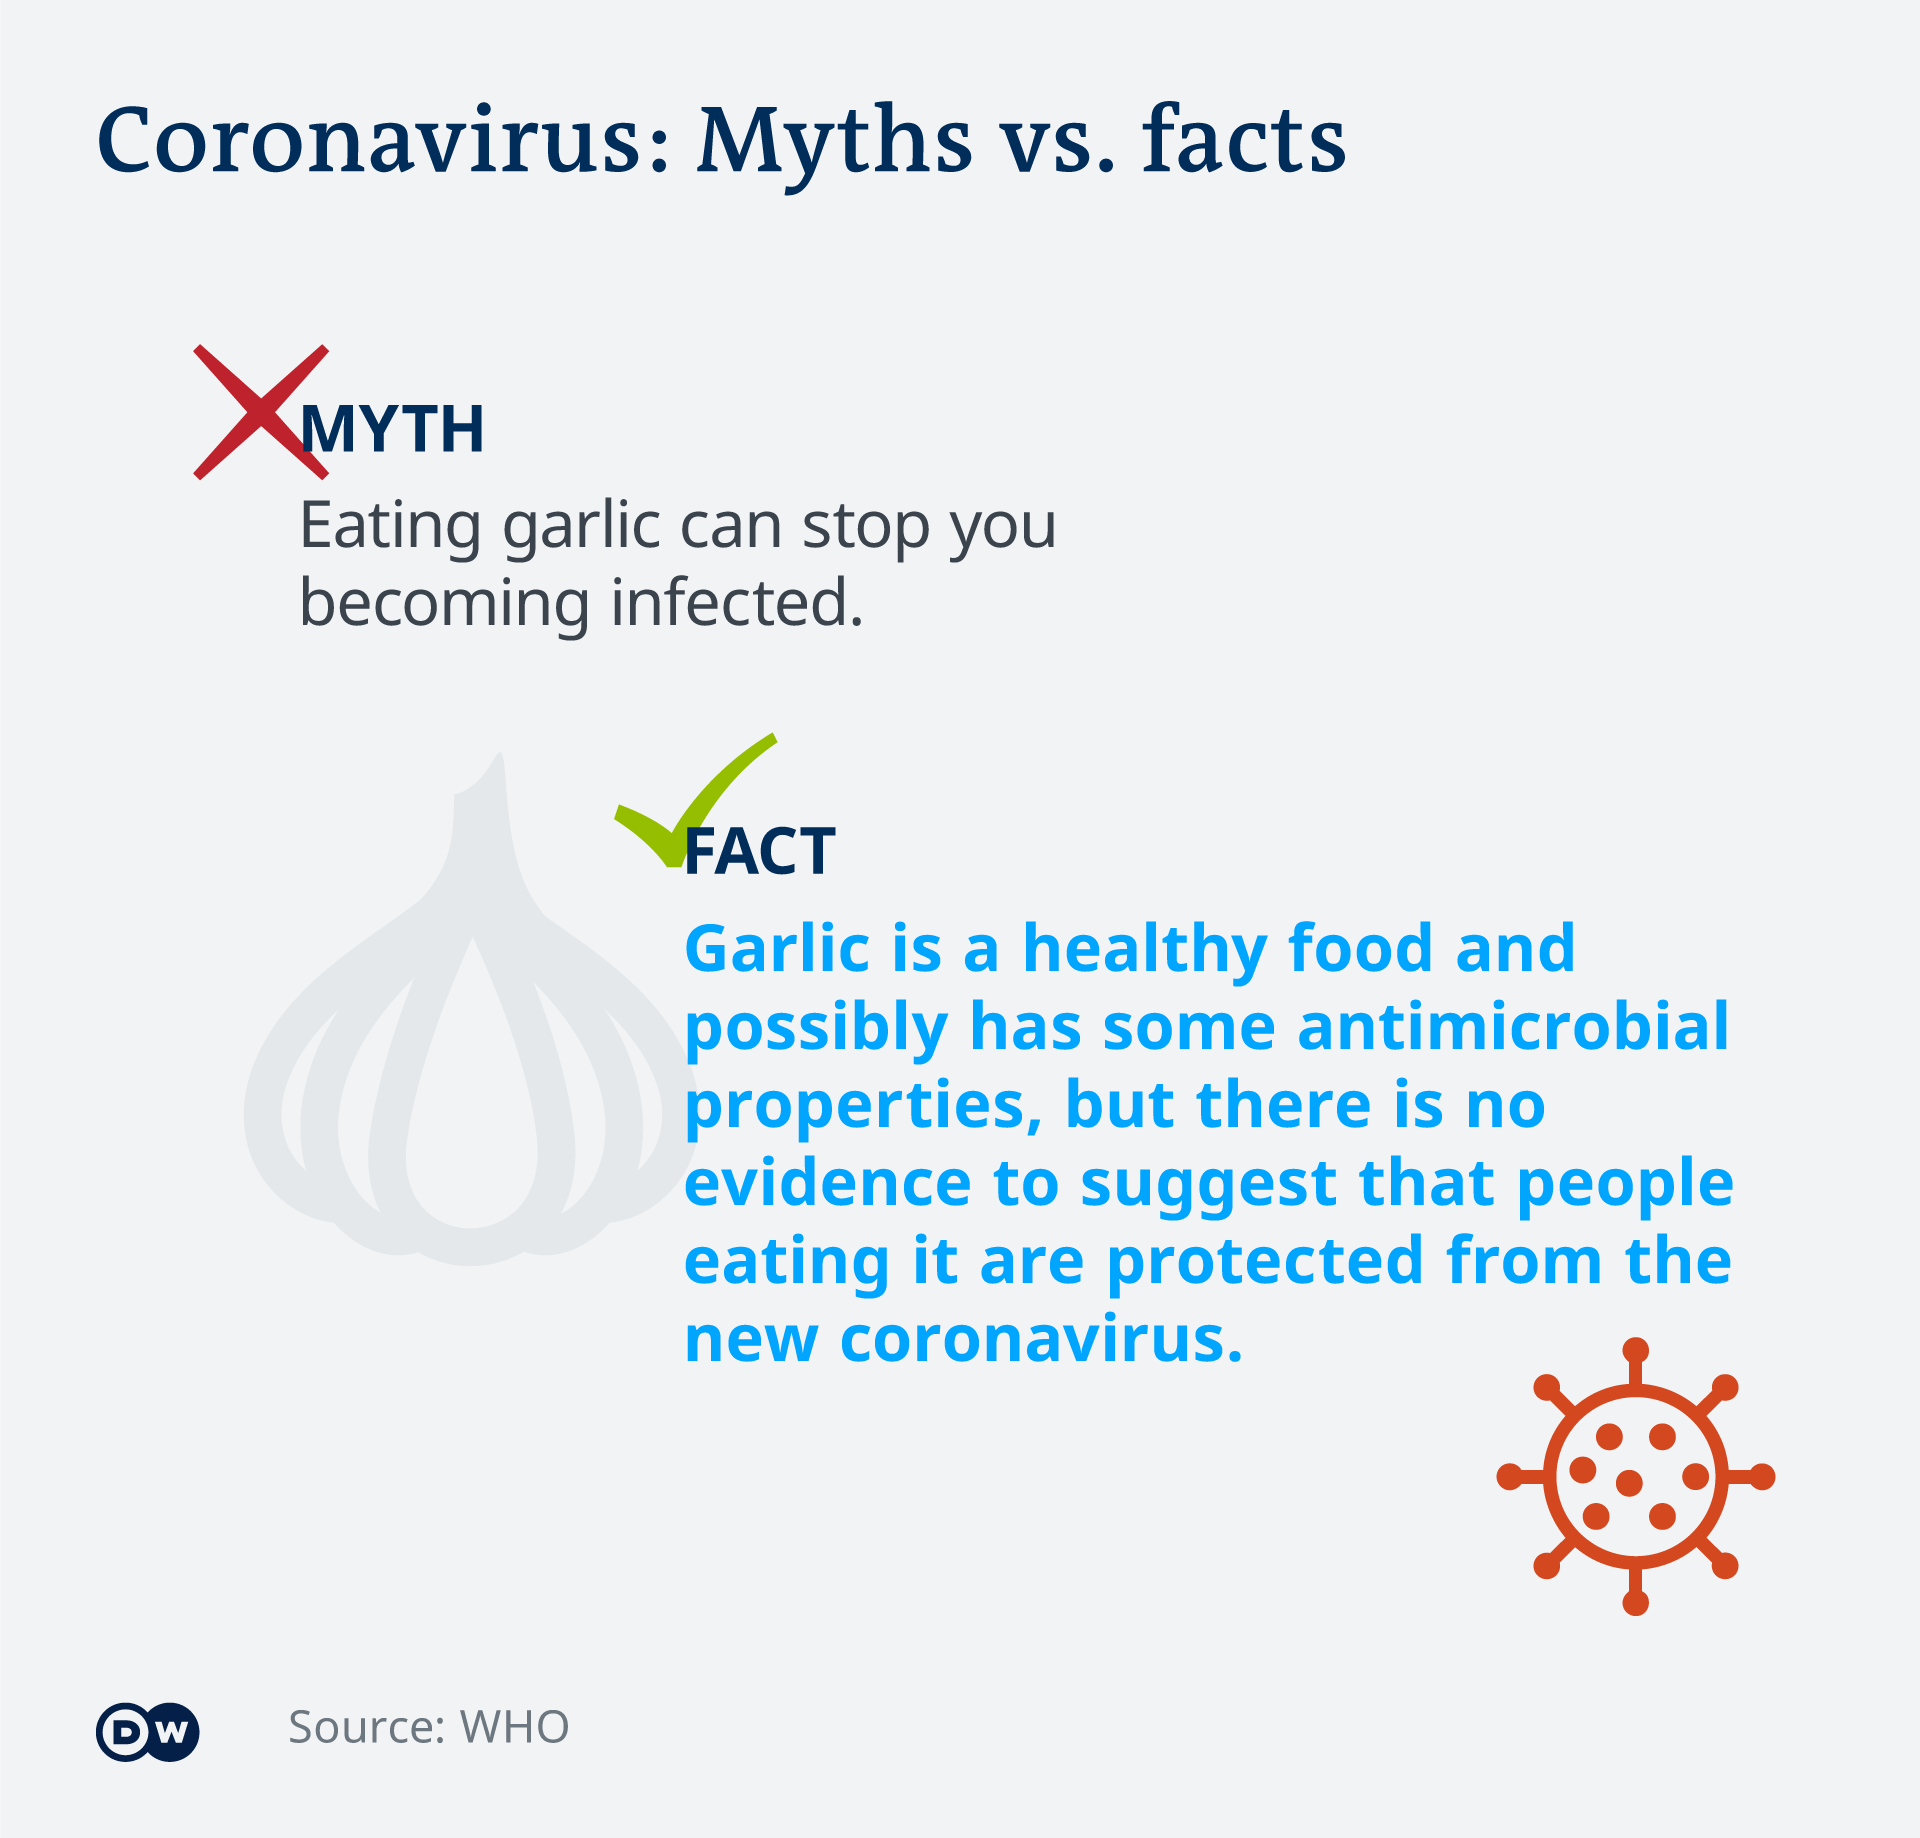 Coronavirus: Myths vs. facts
MYTH
Eating garlic can stop you
becoming infected.
FACT
Garlic is a healthy food and
possibly has some antimicrobial
properties, but there is no
evidence to suggest that people
eating it are protected from the
new coronavirus.
DW
Source: WHO